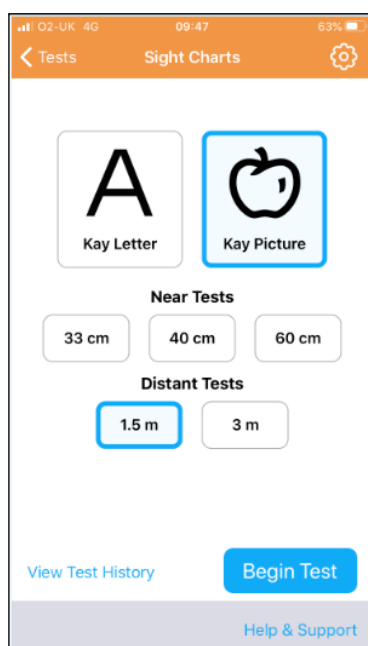 O2-UK 4G 09:47 63%
Tests Sight Charts
A
Kay Letter Kay Picture
Near Tests
33 cm 40 cm 60 cm
Distant Tests
1.5 m 3 m
View Test History Begin Test
Help & Support